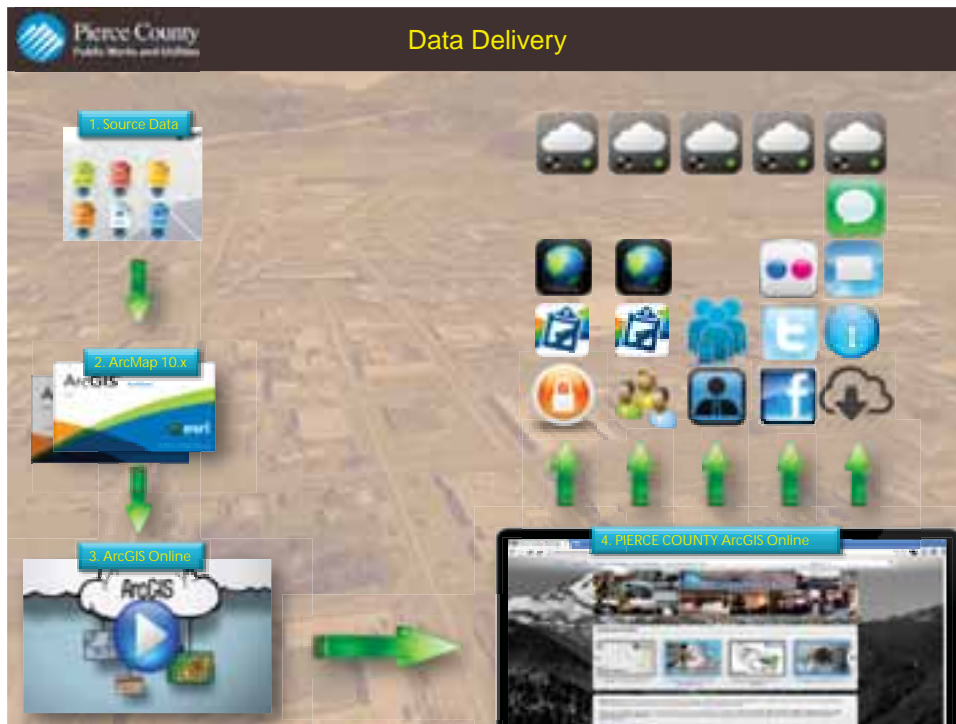 Pierce County
Public Works and Utilities
Data Delivery
1. Source Data
2. ArcMap 10.x
ArcGIS
esri
3. ArcGIS Online
ArcGIS
4. PIERCE COUNTY ArcGIS Online